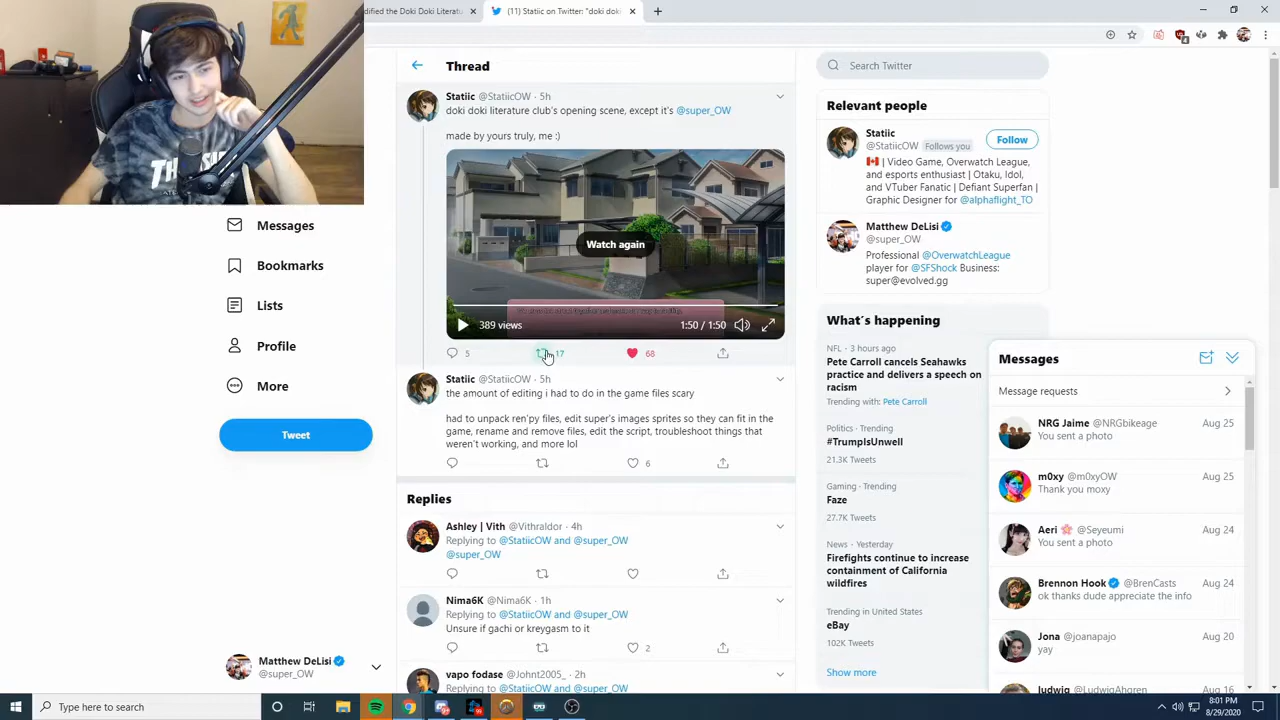 dified the Doki Doki Literatu
(11) Statiic on Twitter: "doki doki
Thread
Statiic @StatiicOW · 5h
doki doki literature club's opening scene, except it's @super_OW
made by yours truly, me :)
Watch again
389 views
1:50 / 1:50
5
17
68
Statiic @StatiicOW · 5h
the amount of editing i had to do in the game files scary
had to unpack ren'py files, edit super's images sprites so they can fit in the
game, rename and remove files, edit the script, troubleshoot things that
weren't working, and more lol
6
Replies
Ashley | Vith @Vithraldor · 4h
Replying to @StatiicOW and @super_OW
@super_OW
Nima6K @Nima6K · 1h
Replying to @StatiicOW and @super_OW
Unsure if gachi or kreygasm to it
2
vapo fodase @Johnt2005_ · 2h
Replying to @StatiicOW and @super_OW
Messages
Bookmarks
Lists
Profile
More
Tweet
Matthew DeLisi
@super_OW
Search Twitter
Relevant people
Statiic
@StatiicOW Follows you
Follow
| Video Game, Overwatch League,
and esports enthusiast | Otaku, Idol,
and VTuber Fanatic | Defiant Superfan |
Graphic Designer for @alphaflight_TO
Matthew DeLisi
@super_OW
Professional @OverwatchLeague
player for @SFShock Business:
super@evolved.gg
What's happening
NFL · 3 hours ago
Pete Carroll cancels Seahawks
practice and delivers a speech on
racism
Trending with: Pete Carroll
Politics · Trending
#TrumpIsUnwell
21.3K Tweets
Gaming · Trending
Faze
27.7K Tweets
News · Yesterday
Firefights continue to increase
containment of California
wildfires
Trending in United States
eBay
102K Tweets
Show more
Messages
Message requests
NRG Jaime @NRGbikeage Aug 25
You sent a photo
m0xy @m0xyOW Aug 25
Thank you moxy
Aeri @Seyeumi Aug 24
You sent a photo
Brennon Hook @BrenCasts Aug 24
ok thanks dude appreciate the info
Jona @joanapajo Aug 20
yay
ludwig @LudwigAhgren Aug 16
Type here to search
8:01 PM
8/29/2020